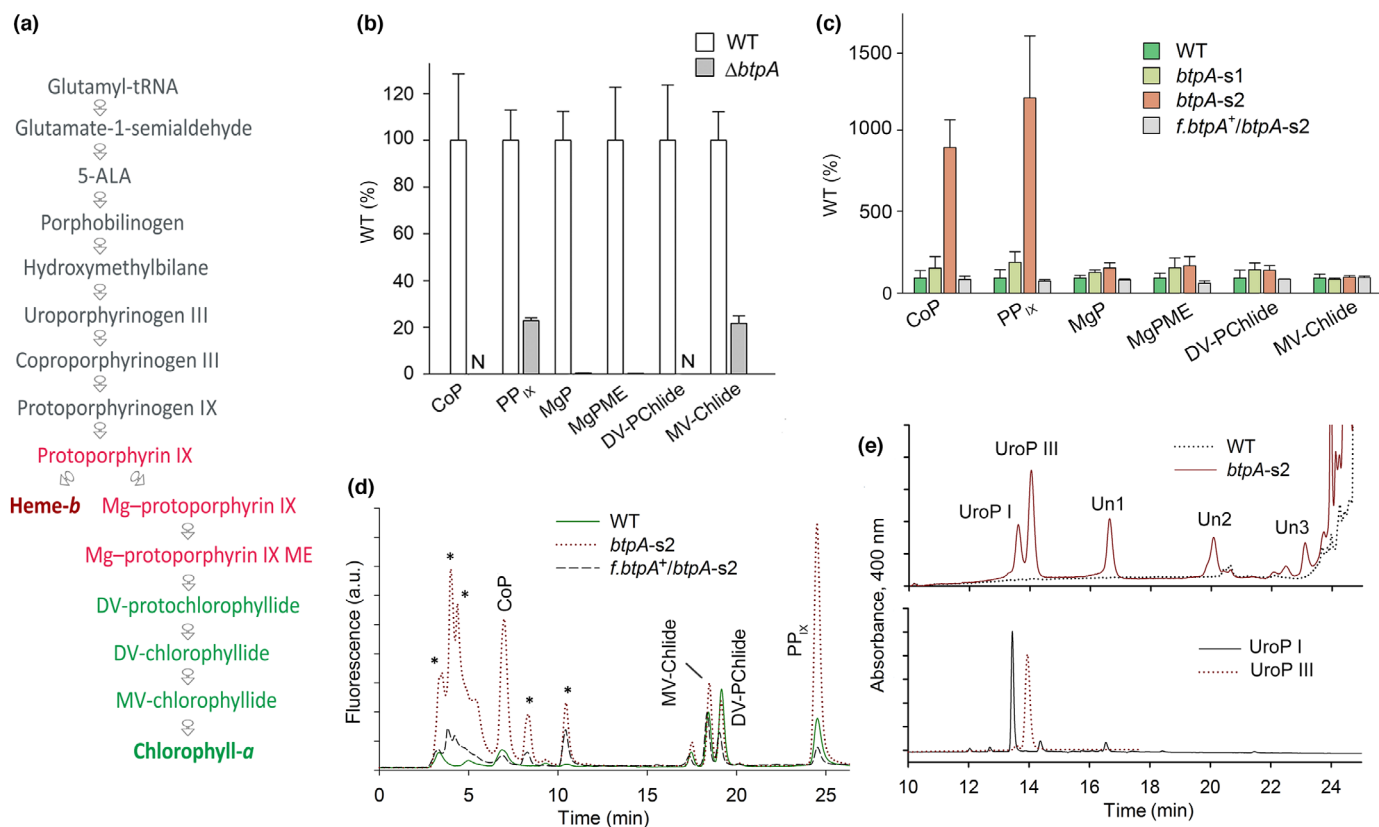 (a)
Glutamyl-tRNA
Glutamate-1-semialdehyde
5-ALA
Porphobilinogen
Hydroxymethylbilane
Uroporphyrinogen III
Coproporphyrinogen III
Protoporphyrinogen IX
Protoporphyrin IX
Heme-b
Mg–protoporphyrin IX
Mg–protoporphyrin IX ME
DV-protochlorophyllide
DV-chlorophyllide
MV-chlorophyllide
Chlorophyll-a
(b)
WT
ΔbtpA
WT (%)
120
100
80
60
40
20
0
N
N
CoP
PP IX
MgP
MgPME
DV-PChlide
MV-Chlide
(c)
WT
btpA-s1
btpA-s2
f.btpA+/btpA-s2
WT (%)
1500
1000
500
0
CoP
PP IX
MgP
MgPME
DV-PChlide
MV-Chlide
(d)
WT
btpA-s2
f.btpA+/btpA-s2
Fluorescence (a.u.)
*
*
*
CoP
*
*
MV-Chlide
DV-PChlide
PP IX
0
5
10
15
20
25
Time (min)
(e)
WT
btpA-s2
UroP III
UroP I
Un1
Un2
Un3
Absorbance, 400 nm
UroP I
UroP III
10
12
14
16
18
20
22
24
Time (min)